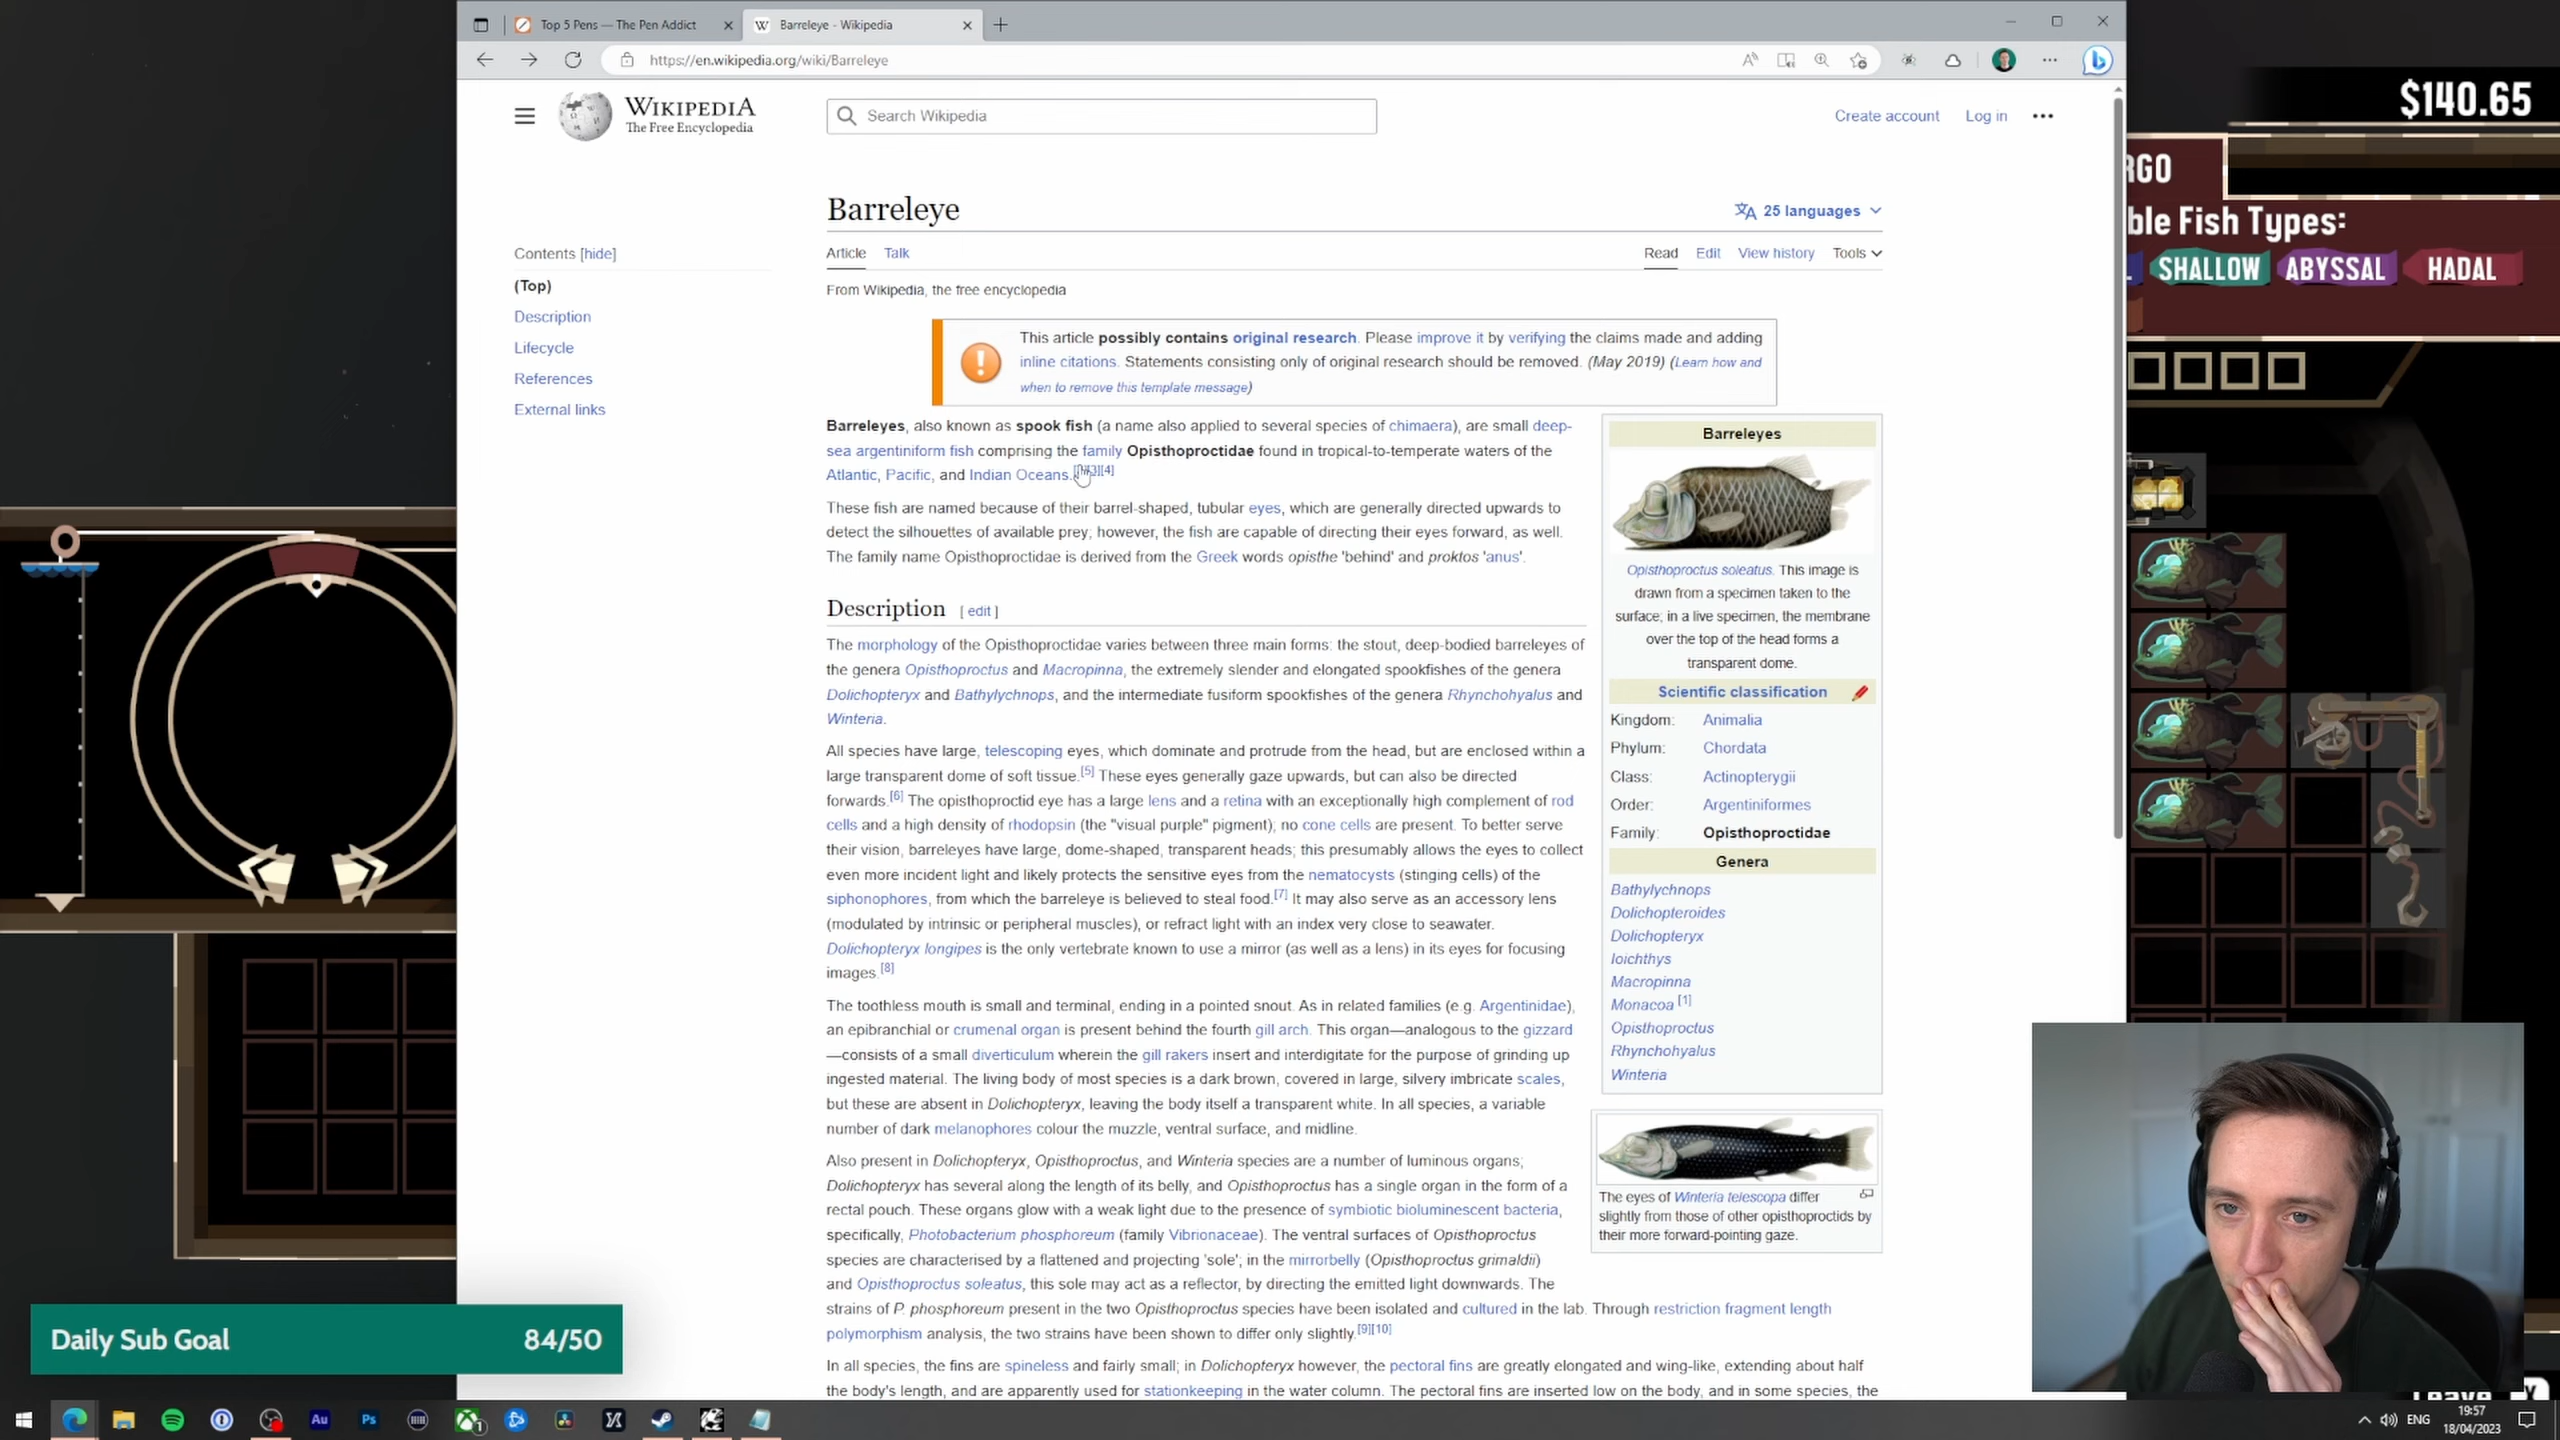 Top 5 Pens — The Pen Addict
Barreleye - Wikipedia
https://en.wikipedia.org/wiki/Barreleye
WIKIPEDIA
The Free Encyclopedia
Search Wikipedia
Create account
Log in
Barreleye
25 languages
Article
Talk
Read
Edit
View history
Tools
From Wikipedia, the free encyclopedia
Contents [hide]
(Top)
Description
Lifecycle
References
External links
This article possibly contains original research. Please improve it by verifying the claims made and adding
inline citations. Statements consisting only of original research should be removed. (May 2019) (Learn how and
when to remove this template message)
Barreleyes, also known as spook fish (a name also applied to several species of chimaera), are small deep-
sea argentiniform fish comprising the family Opisthoproctidae found in tropical-to-temperate waters of the
Atlantic, Pacific, and Indian Oceans. [3][4]
These fish are named because of their barrel-shaped, tubular eyes, which are generally directed upwards to
detect the silhouettes of available prey; however, the fish are capable of directing their eyes forward, as well.
The family name Opisthoproctidae is derived from the Greek words opisthe 'behind' and proktos 'anus'.
Description [ edit ]
The morphology of the Opisthoproctidae varies between three main forms: the stout, deep-bodied barreleyes of
the genera Opisthoproctus and Macropinna, the extremely slender and elongated spookfishes of the genera
Dolichopteryx and Bathylychnops, and the intermediate fusiform spookfishes of the genera Rhynchohyalus and
Winteria.
All species have large, telescoping eyes, which dominate and protrude from the head, but are enclosed within a
large transparent dome of soft tissue.[5] These eyes generally gaze upwards, but can also be directed
forwards.[6] The opisthoproctid eye has a large lens and a retina with an exceptionally high complement of rod
cells and a high density of rhodopsin (the "visual purple" pigment); no cone cells are present. To better serve
their vision, barreleyes have large, dome-shaped, transparent heads; this presumably allows the eyes to collect
even more incident light and likely protects the sensitive eyes from the nematocysts (stinging cells) of the
siphonophores, from which the barreleye is believed to steal food.[7] It may also serve as an accessory lens
(modulated by intrinsic or peripheral muscles), or refract light with an index very close to seawater.
Dolichopteryx longipes is the only vertebrate known to use a mirror (as well as a lens) in its eyes for focusing
images.[8]
The toothless mouth is small and terminal, ending in a pointed snout. As in related families (e.g. Argentinidae),
an epibranchial or crumenal organ is present behind the fourth gill arch. This organ—analogous to the gizzard
—consists of a small diverticulum wherein the gill rakers insert and interdigitate for the purpose of grinding up
ingested material. The living body of most species is a dark brown, covered in large, silvery imbricate scales,
but these are absent in Dolichopteryx, leaving the body itself a transparent white. In all species, a variable
number of dark melanophores colour the muzzle, ventral surface, and midline.
Also present in Dolichopteryx, Opisthoproctus, and Winteria species are a number of luminous organs;
Dolichopteryx has several along the length of its belly, and Opisthoproctus has a single organ in the form of a
rectal pouch. These organs glow with a weak light due to the presence of symbiotic bioluminescent bacteria,
specifically, Photobacterium phosphoreum (family Vibrionaceae). The ventral surfaces of Opisthoproctus
species are characterised by a flattened and projecting 'sole'; in the mirrorbelly (Opisthoproctus grimaldii)
and Opisthoproctus soleatus, this sole may act as a reflector, by directing the emitted light downwards. The
strains of P. phosphoreum present in the two Opisthoproctus species have been isolated and cultured in the lab. Through restriction fragment length
polymorphism analysis, the two strains have been shown to differ only slightly.[9][10]
In all species, the fins are spineless and fairly small; in Dolichopteryx however, the pectoral fins are greatly elongated and wing-like, extending about half
the body's length, and are apparently used for stationkeeping in the water column. The pectoral fins are inserted low on the body, and in some species, the
Barreleyes
Opisthoproctus soleatus. This image is
drawn from a specimen taken to the
surface; in a live specimen, the membrane
over the top of the head forms a
transparent dome.
Scientific classification
Kingdom: Animalia
Phylum: Chordata
Class: Actinopterygii
Order: Argentiniformes
Family: Opisthoproctidae
Genera
Bathylychnops
Dolichopteroides
Dolichopteryx
Ioichthys
Macropinna
Monacoa [1]
Opisthoproctus
Rhynchohyalus
Winteria
The eyes of Winteria telescopa differ
slightly from those of other opisthoproctids by
their more forward-pointing gaze.
$140.65
RGO
ble Fish Types:
SHALLOW ABYSSAL HADAL
Daily Sub Goal 84/50
Au
Ps
1
ENG
19:57
18/04/2023